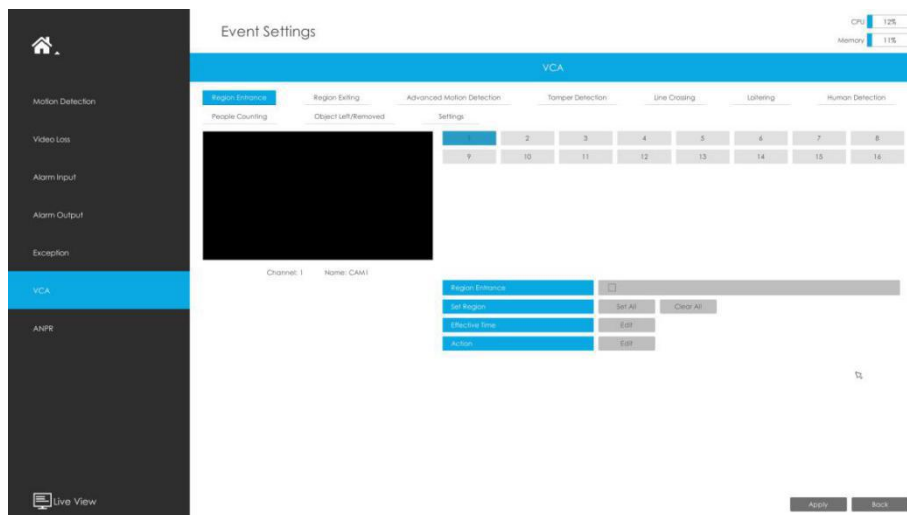 Event Settings
CPU 12%
Memory 11%
VCA
Region Entrance Region Exiting Advanced Motion Detection Tamper Detection Line Crossing Loitering Human Detection
People Counting Object Left/Removed Settings
1 2 3 4 5 6 7 8
9 10 11 12 13 14 15 16
Motion Detection
Video Loss
Alarm Input
Alarm Output
Exception
VCA
ANPR
Live View
Channel: 1 Name: CAM1
Region Entrance
Set Region Set All Clear All
Effective Time Edit
Action Edit
Apply Back